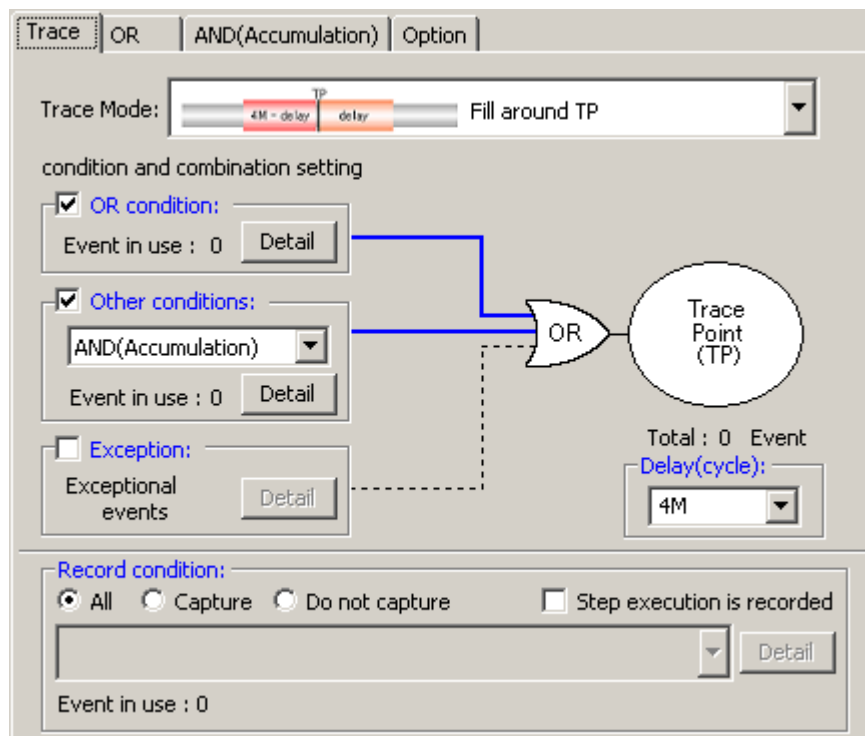 Trace OR AND(Accumulation) Option
TP
Trace Mode: 4M - delay delay Fill around TP
condition and combination setting
OR condition:
Event in use : 0 Detail
Other conditions:
AND(Accumulation)
Event in use : 0 Detail
Exception:
Exceptional
events
Detail
OR
Trace
Point
(TP)
Total : 0 Event
Delay(cycle):
4M
Record condition:
All Capture Do not capture Step execution is recorded
Detail
Event in use : 0